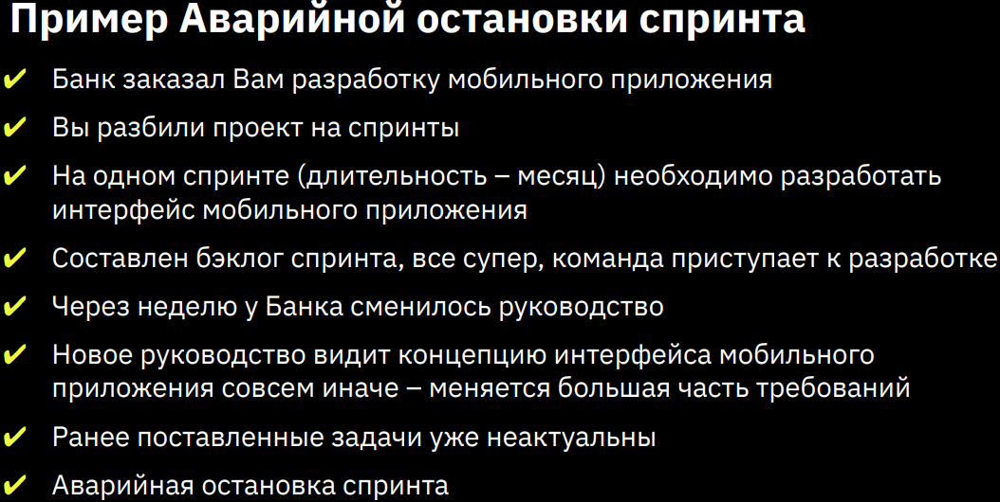 Пример Аварийной остановки спринта
✔ Банк заказал Вам разработку мобильного приложения
✔ Вы разбили проект на спринты
✔ На одном спринте (длительность – месяц) необходимо разработать
интерфейс мобильного приложения
✔ Составлен бэклог спринта, все супер, команда приступает к разработке
✔ Через неделю у Банка сменилось руководство
✔ Новое руководство видит концепцию интерфейса мобильного
приложения совсем иначе – меняется большая часть требований
✔ Ранее поставленные задачи уже неактуальны
✔ Аварийная остановка спринта